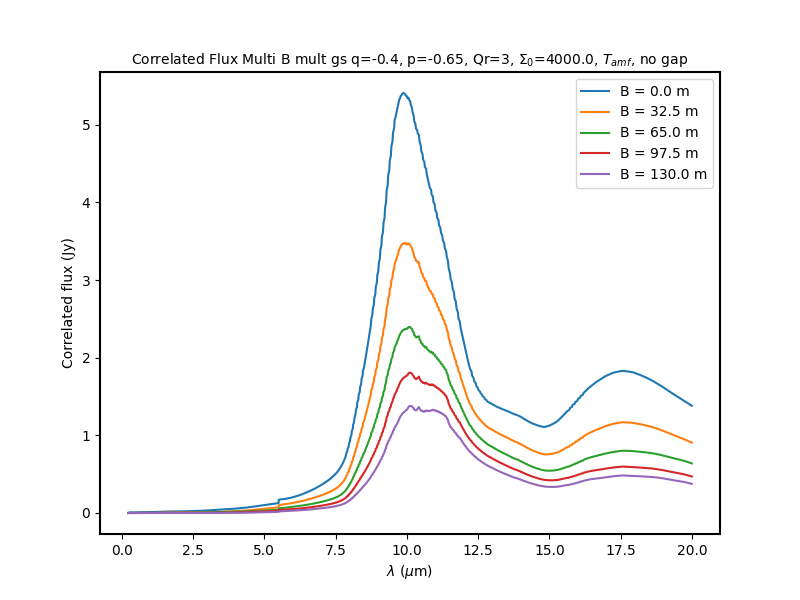 Correlated Flux Multi B mult gs q=-0.4, p=-0.65, Qr=3, Σ₀=4000.0, T_amf, no gap
B = 0.0 m
B = 32.5 m
B = 65.0 m
B = 97.5 m
B = 130.0 m
Correlated flux (Jy)
5
4
3
2
1
0
0.0 2.5 5.0 7.5 10.0 12.5 15.0 17.5 20.0
λ (μm)